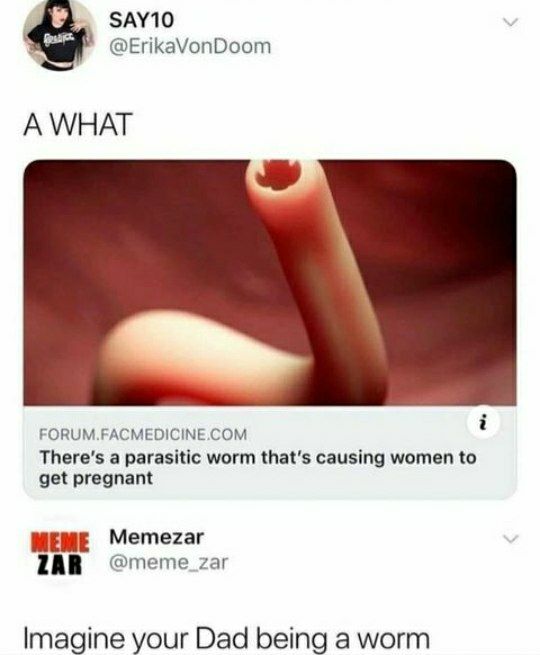 SAY10
@ErikaVonDoom
A WHAT
FORUM.FACMEDICINE.COM
There's a parasitic worm that's causing women to
get pregnant
i
MEME
ZAR
Memezar
@meme_zar
Imagine your Dad being a worm